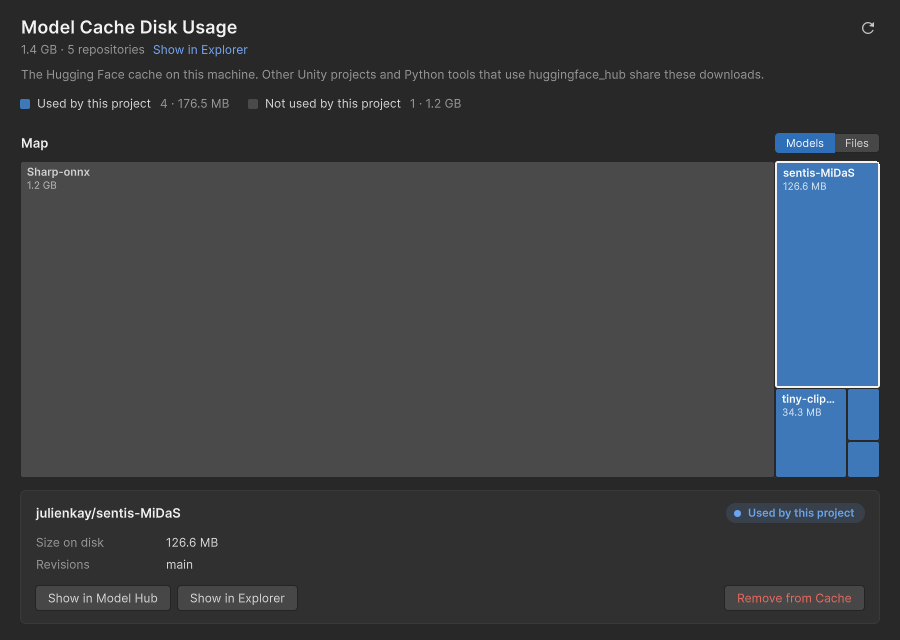 Model Cache Disk Usage
1.4 GB · 5 repositories Show in Explorer
The Hugging Face cache on this machine. Other Unity projects and Python tools that use huggingface_hub share these downloads.
Used by this project 4 · 176.5 MB Not used by this project 1 · 1.2 GB
Map
Models Files
Sharp-onnx
1.2 GB
sentis-MiDaS
126.6 MB
tiny-clip...
34.3 MB
julienkay/sentis-MiDaS
Used by this project
Size on disk 126.6 MB
Revisions main
Show in Model Hub Show in Explorer Remove from Cache